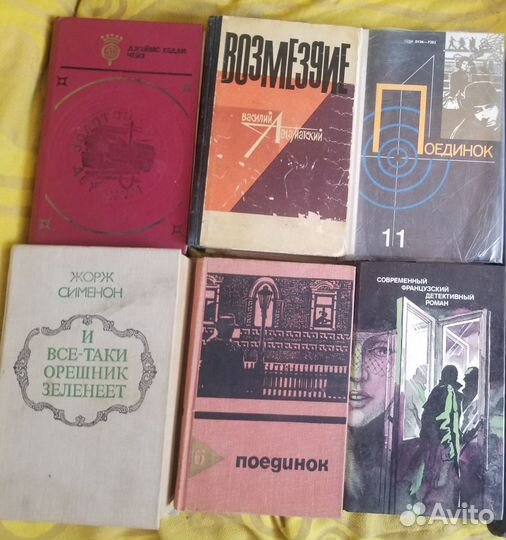 ДЖЕЙМС ХЕДЛИ
ЧЕЙЗ
ВОЗМЕЗДИЕ
ВАСИЛИЙ
Ардаматский
ПОЕДИНОК
11
ЖОРЖ
СИМЕНОН
И
ВСЕ-ТАКИ
ОРЕШНИК
ЗЕЛЕНЕЕТ
6
ПОЕДИНОК
СОВРЕМЕННЫЙ
ФРАНЦУЗСКИЙ
ДЕТЕКТИВНЫЙ
РОМАН
Avito